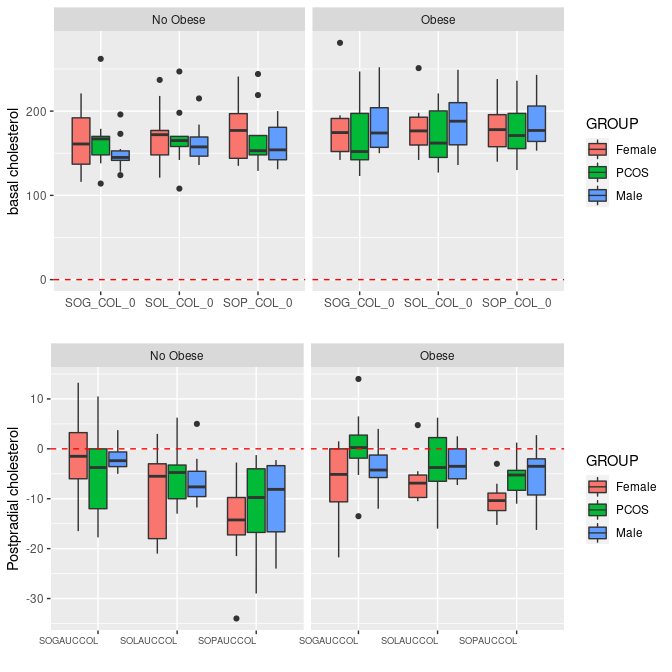 No Obese Obese
basal cholesterol
200
100
0
SOG_COL_0 SOL_COL_0 SOP_COL_0 SOG_COL_0 SOL_COL_0 SOP_COL_0
GROUP
Female
PCOS
Male
No Obese Obese
Postpradial cholesterol
10
0
-10
-20
-30
SOGAUCCOL SOLAUCCOL SOPAUCCOL SOGAUCCOL SOLAUCCOL SOPAUCCOL
GROUP
Female
PCOS
Male